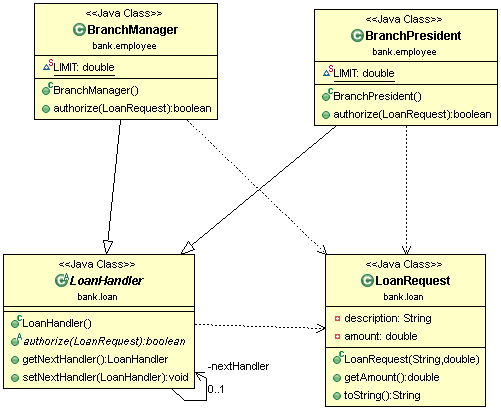 <<Java Class>>
BranchManager
bank.employee
LIMIT: double
BranchManager()
authorize(LoanRequest):boolean
<<Java Class>>
BranchPresident
bank.employee
LIMIT: double
BranchPresident()
authorize(LoanRequest):boolean
<<Java Class>>
LoanHandler
bank.loan
LoanHandler()
authorize(LoanRequest):boolean
getNextHandler():LoanHandler
setNextHandler(LoanHandler):void
-nextHandler
0..1
<<Java Class>>
LoanRequest
bank.loan
description: String
amount: double
LoanRequest(String,double)
getAmount():double
toString():String